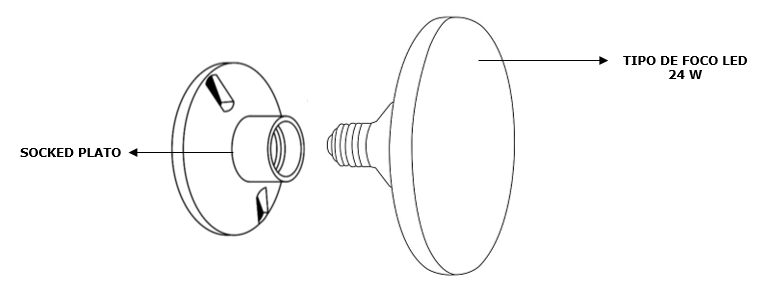 TIPO DE FOCO LED
24 W
SOCKED PLATO